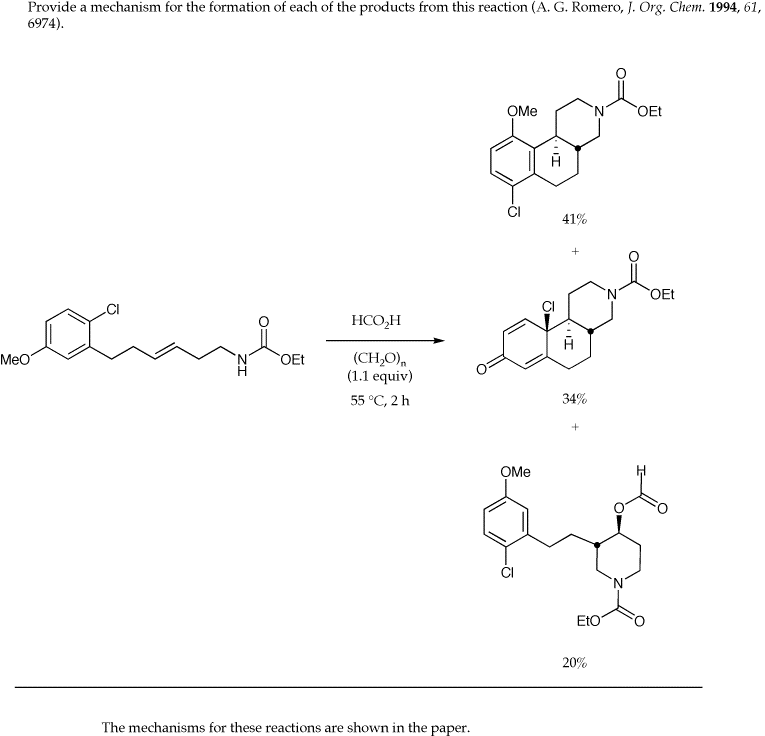 Provide a mechanism for the formation of each of the products from this reaction (A. G. Romero, J. Org. Chem. 1994, 61,
6974).
O
OMe
N
OEt
H
Cl
41%
+
O
Cl
N
OEt
H
O
34%
+
Cl
MeO
O
N
H
OEt
HCO2H
(CH2O)n
(1.1 equiv)
55 °C, 2 h
OMe
H
O
O
Cl
N
EtO
O
20%
The mechanisms for these reactions are shown in the paper.